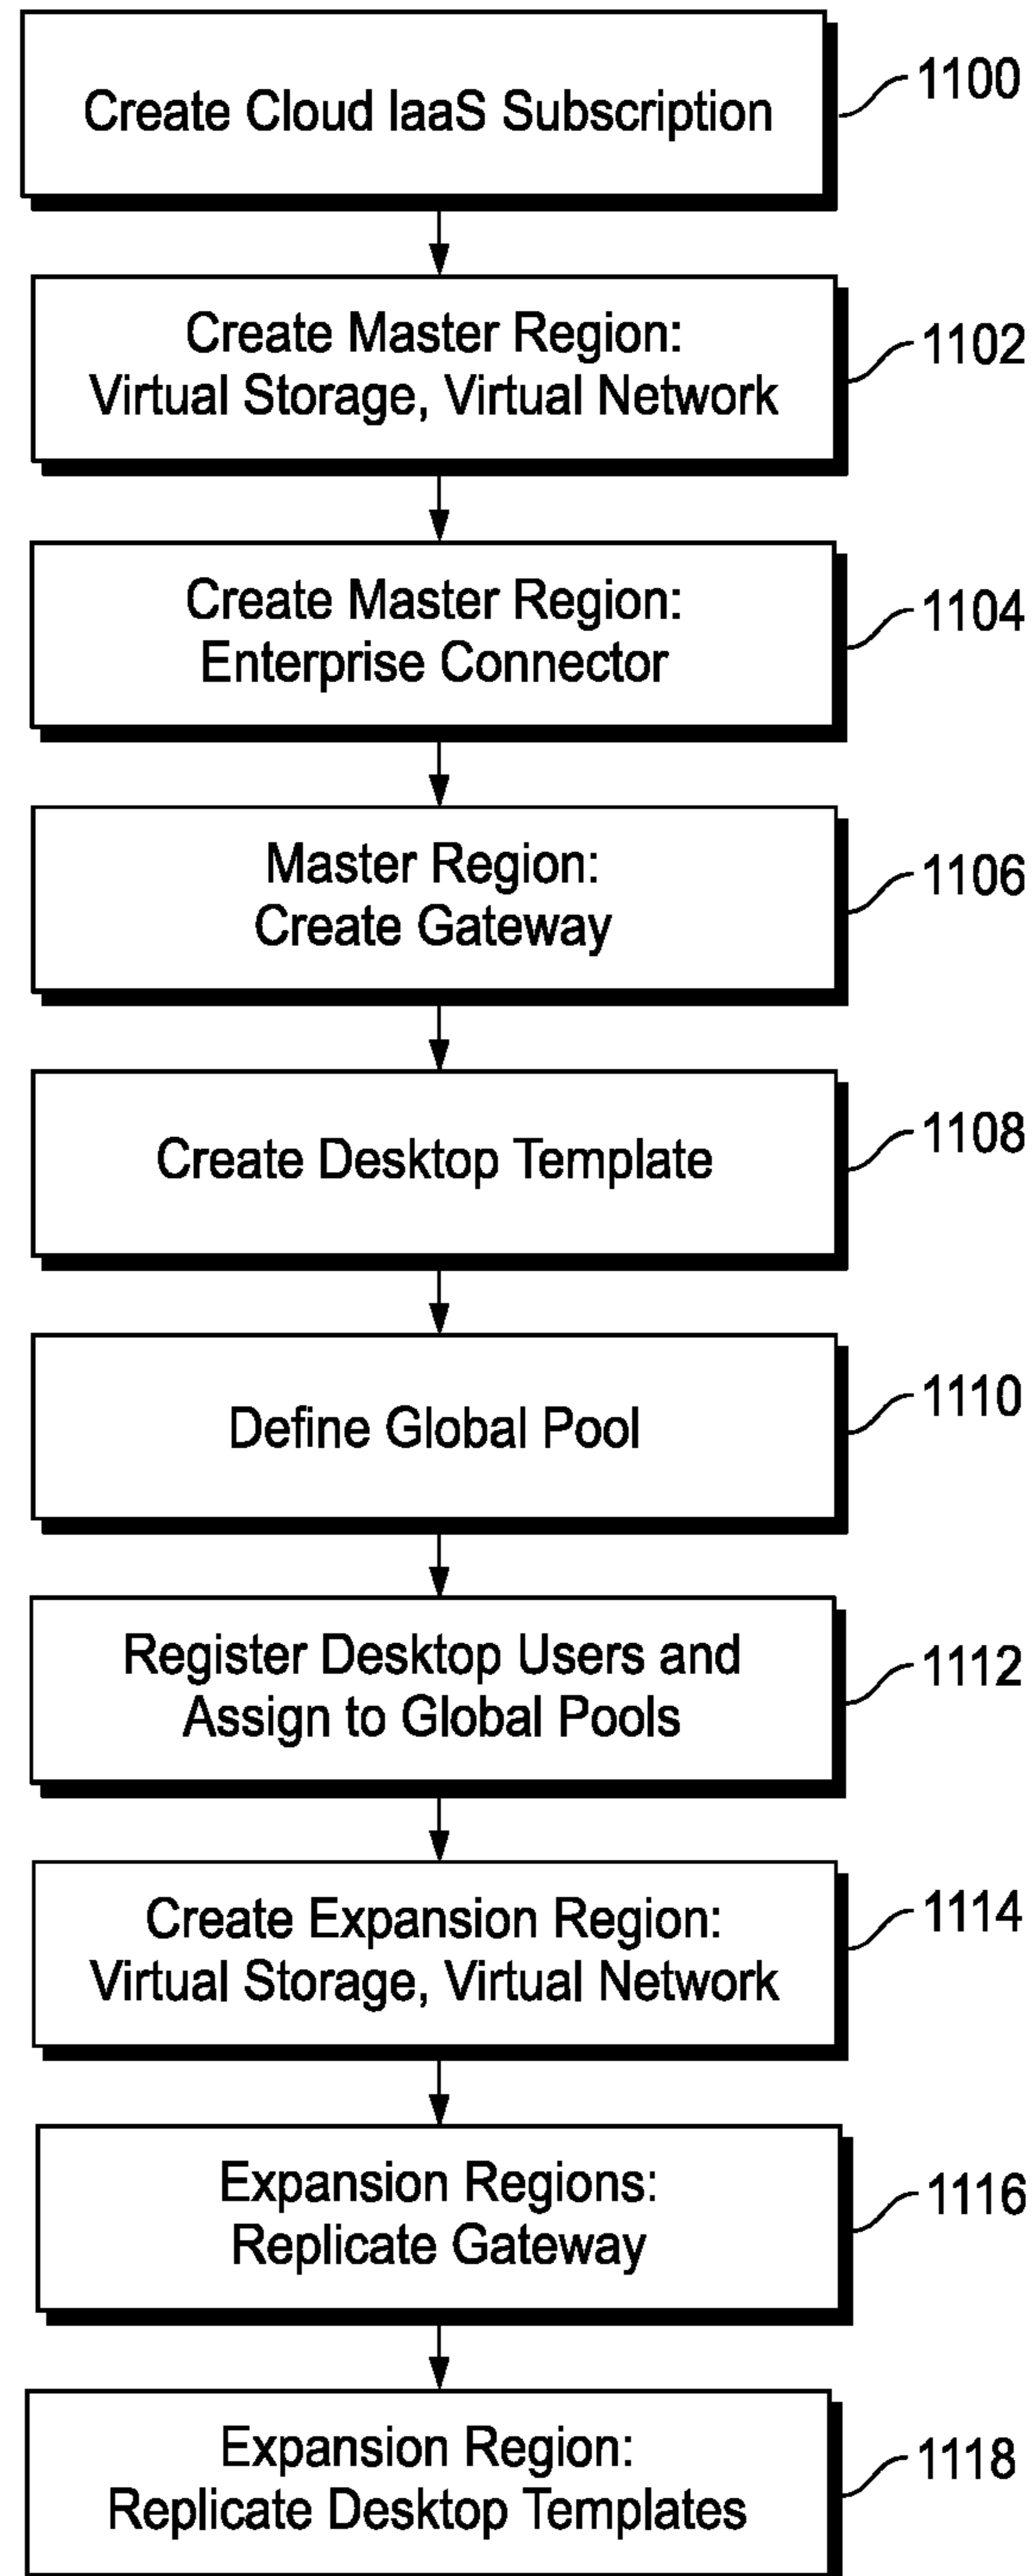 Create Cloud IaaS Subscription
1100
Create Master Region:
Virtual Storage, Virtual Network
1102
Create Master Region:
Enterprise Connector
1104
Master Region:
Create Gateway
1106
Create Desktop Template
1108
Define Global Pool
1110
Register Desktop Users and
Assign to Global Pools
1112
Create Expansion Region:
Virtual Storage, Virtual Network
1114
Expansion Regions:
Replicate Gateway
1116
Expansion Region:
Replicate Desktop Templates
1118